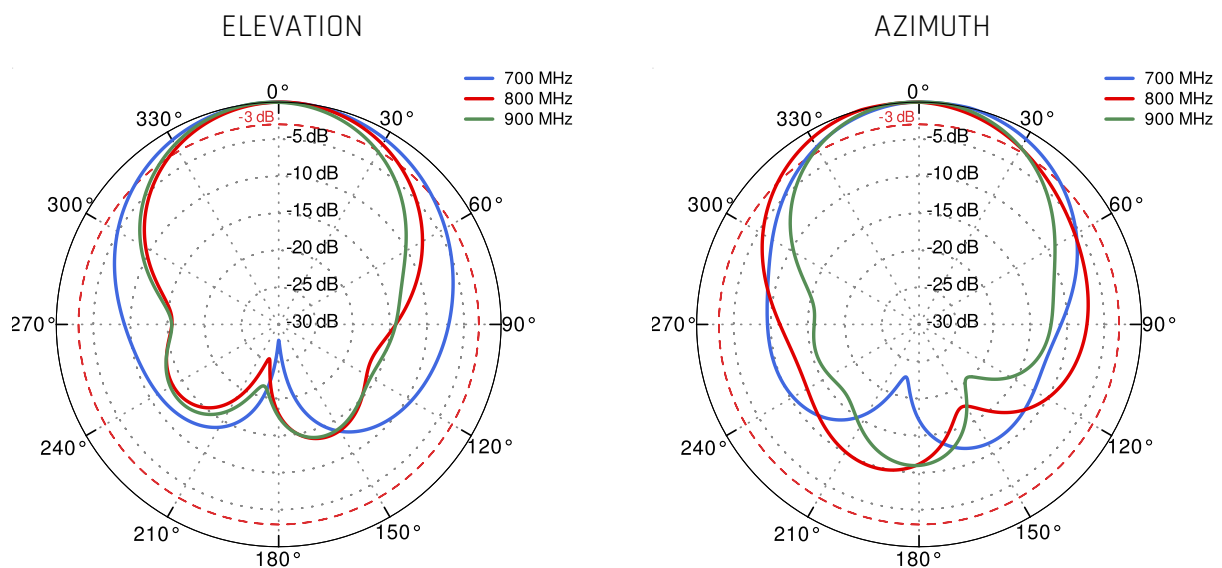 ELEVATION
700 MHz
800 MHz
900 MHz
0°
30°
60°
90°
120°
150°
180°
210°
240°
270°
300°
330°
-3 dB
-5 dB
-10 dB
-15 dB
-20 dB
-25 dB
-30 dB
AZIMUTH
700 MHz
800 MHz
900 MHz
0°
30°
60°
90°
120°
150°
180°
210°
240°
270°
300°
330°
-3 dB
-5 dB
-10 dB
-15 dB
-20 dB
-25 dB
-30 dB